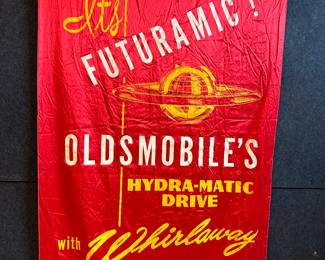 It's
FUTURAMIC!
OLDSMOBILE'S
HYDRA-MATIC
DRIVE
with Whirlaway